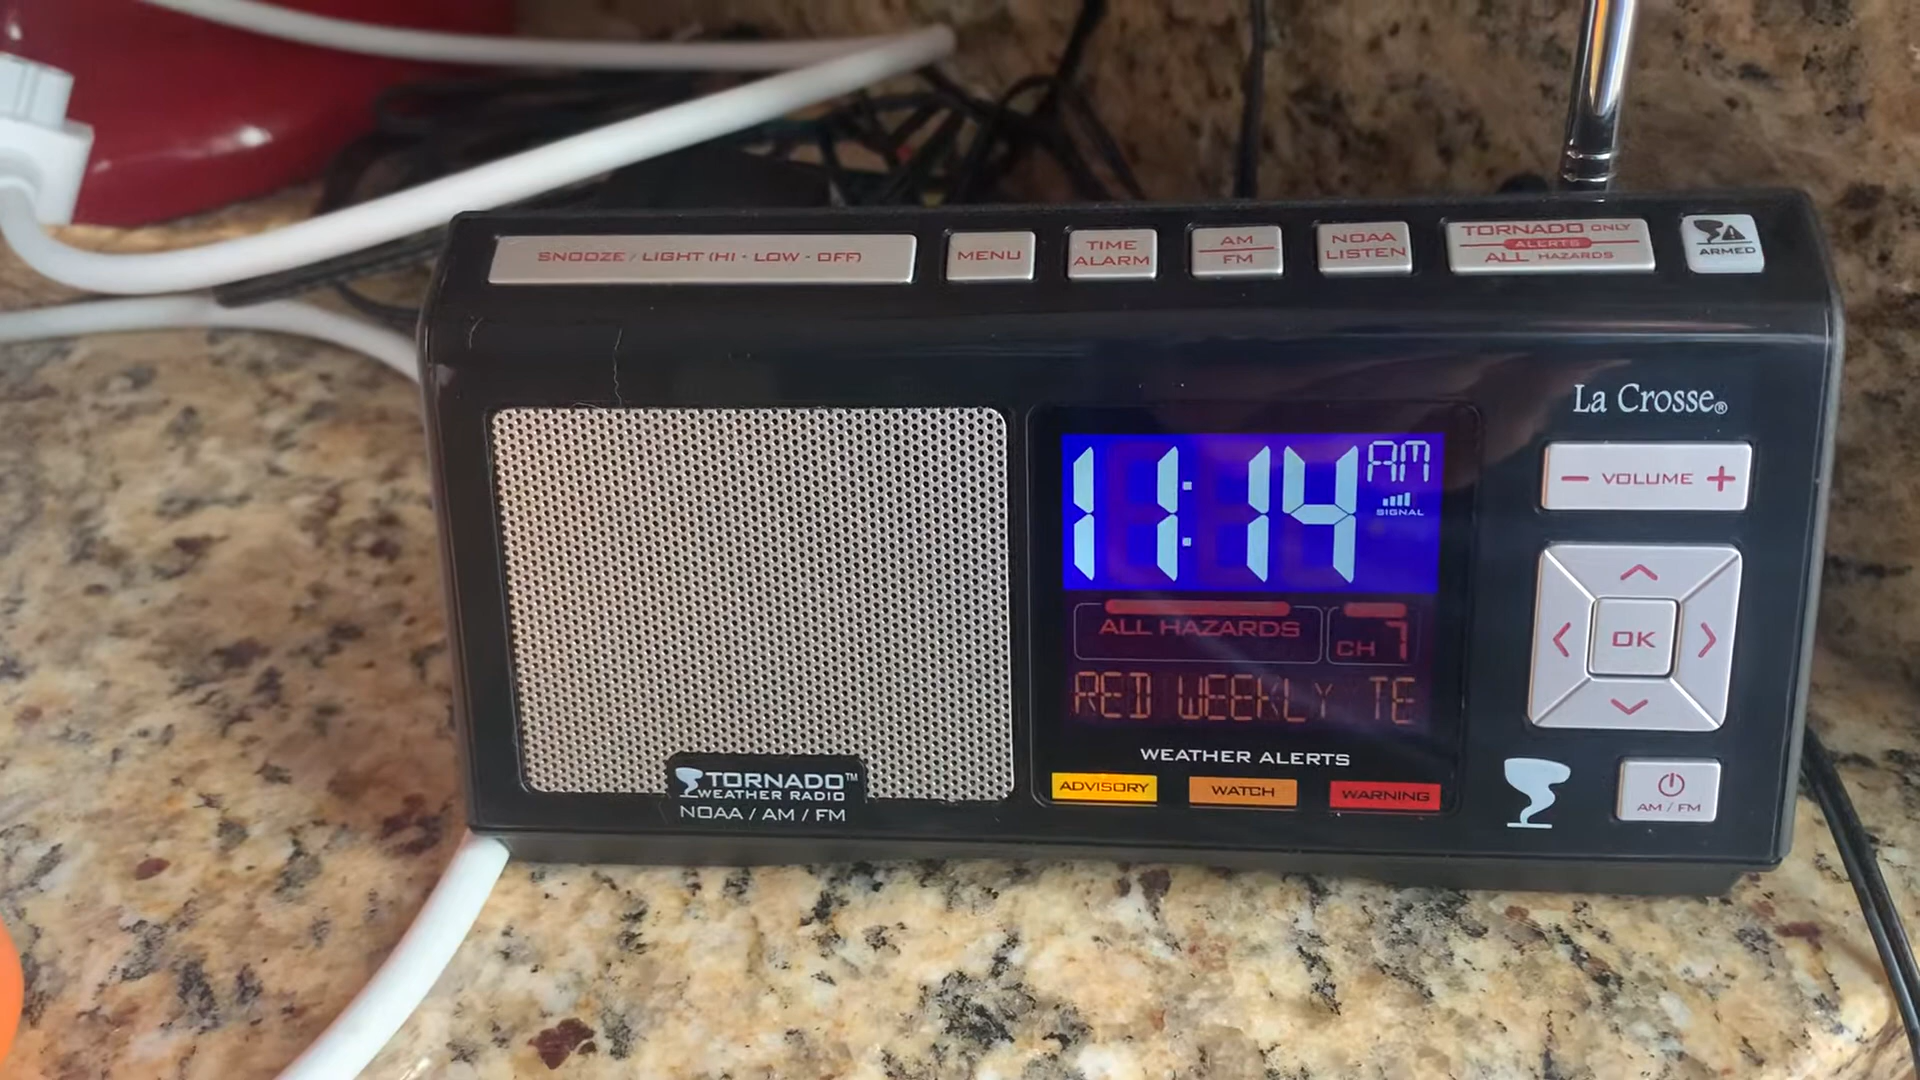 SNOOZE / LIGHT (HI - LOW - OFF)
MENU
TIME
ALARM
AM
FM
NOAA
LISTEN
TORNADO ONLY
ALERTS
ALL HAZARDS
ARMED
La Crosse®
11:14 AM
SIGNAL
- VOLUME +
ALL HAZARDS
CH 7
OK
RED WEEKLY TE
WEATHER ALERTS
ADVISORY
WATCH
WARNING
AM / FM
TORNADO™
WEATHER RADIO
NOAA / AM / FM